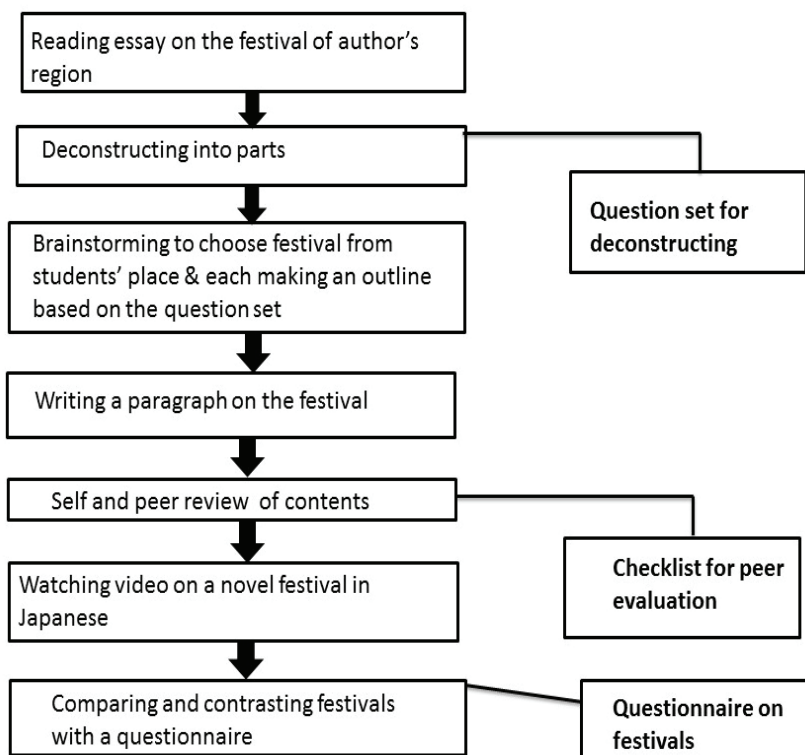 Reading essay on the festival of author's
region
Deconstructing into parts
Question set for
deconstructing
Brainstorming to choose festival from
students' place & each making an outline
based on the question set
Writing a paragraph on the festival
Self and peer review of contents
Checklist for peer
evaluation
Watching video on a novel festival in
Japanese
Comparing and contrasting festivals
with a questionnaire
Questionnaire on
festivals